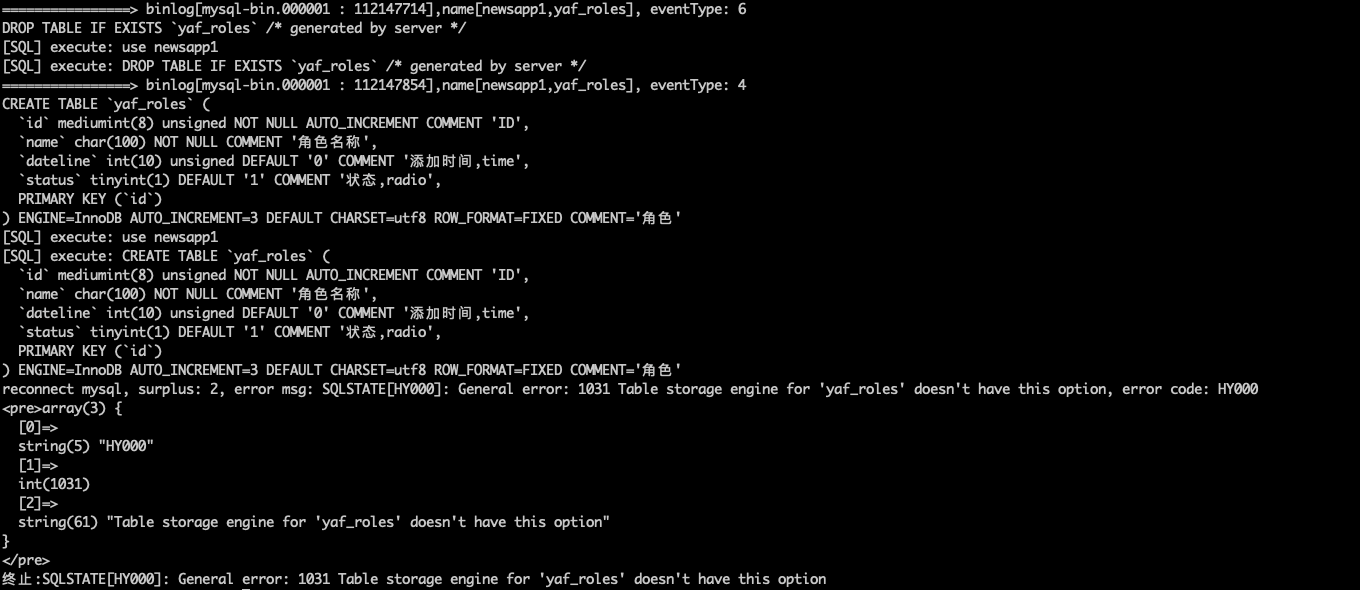 ================> binlog[mysql-bin.000001 : 112147714],name[newsapp1,yaf_roles], eventType: 6
DROP TABLE IF EXISTS `yaf_roles` /* generated by server */
[SQL] execute: use newsapp1
[SQL] execute: DROP TABLE IF EXISTS `yaf_roles` /* generated by server */
================> binlog[mysql-bin.000001 : 112147854],name[newsapp1,yaf_roles], eventType: 4
CREATE TABLE `yaf_roles` (
  `id` mediumint(8) unsigned NOT NULL AUTO_INCREMENT COMMENT 'ID',
  `name` char(100) NOT NULL COMMENT '角色名称',
  `dateline` int(10) unsigned DEFAULT '0' COMMENT '添加时间,time',
  `status` tinyint(1) DEFAULT '1' COMMENT '状态,radio',
  PRIMARY KEY (`id`)
) ENGINE=InnoDB AUTO_INCREMENT=3 DEFAULT CHARSET=utf8 ROW_FORMAT=FIXED COMMENT='角色'
[SQL] execute: use newsapp1
[SQL] execute: CREATE TABLE `yaf_roles` (
  `id` mediumint(8) unsigned NOT NULL AUTO_INCREMENT COMMENT 'ID',
  `name` char(100) NOT NULL COMMENT '角色名称',
  `dateline` int(10) unsigned DEFAULT '0' COMMENT '添加时间,time',
  `status` tinyint(1) DEFAULT '1' COMMENT '状态,radio',
  PRIMARY KEY (`id`)
) ENGINE=InnoDB AUTO_INCREMENT=3 DEFAULT CHARSET=utf8 ROW_FORMAT=FIXED COMMENT='角色'
reconnect mysql, surplus: 2, error msg: SQLSTATE[HY000]: General error: 1031 Table storage engine for 'yaf_roles' doesn't have this option, error code: HY000
<pre>array(3) {
  [0]=>
  string(5) "HY000"
  [1]=>
  int(1031)
  [2]=>
  string(61) "Table storage engine for 'yaf_roles' doesn't have this option"
}
</pre>
终止:SQLSTATE[HY000]: General error: 1031 Table storage engine for 'yaf_roles' doesn't have this option